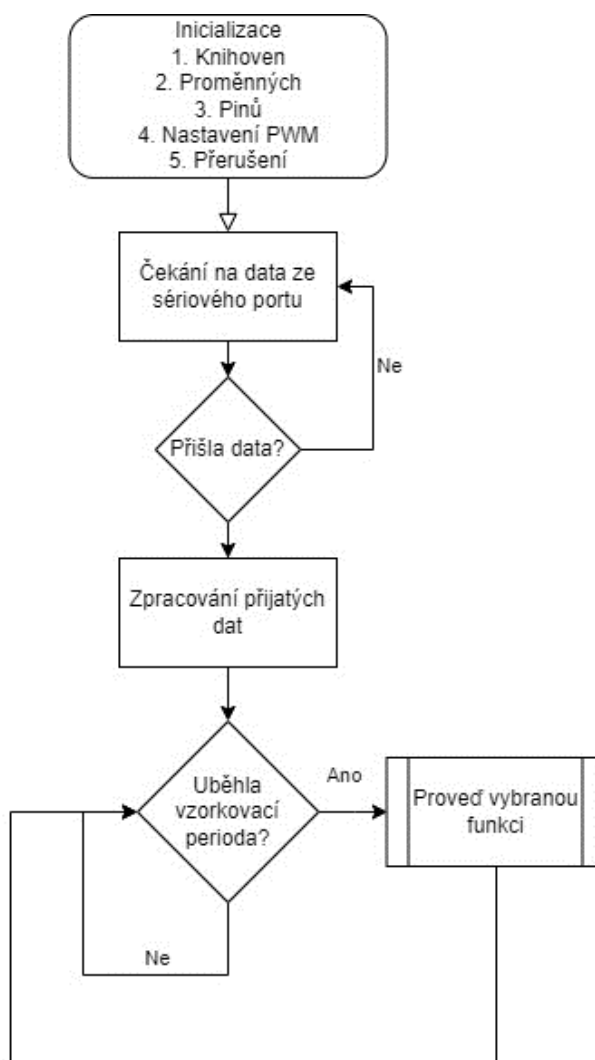 Inicializace
1. Knihoven
2. Proměnných
3. Pinů
4. Nastavení PWM
5. Přerušení
Čekání na data ze
sériového portu
Ne
Přišla data?
Zpracování přijatých
dat
Uběhla
vzorkovací
perioda?
Ano
Proveď vybranou
funkci
Ne